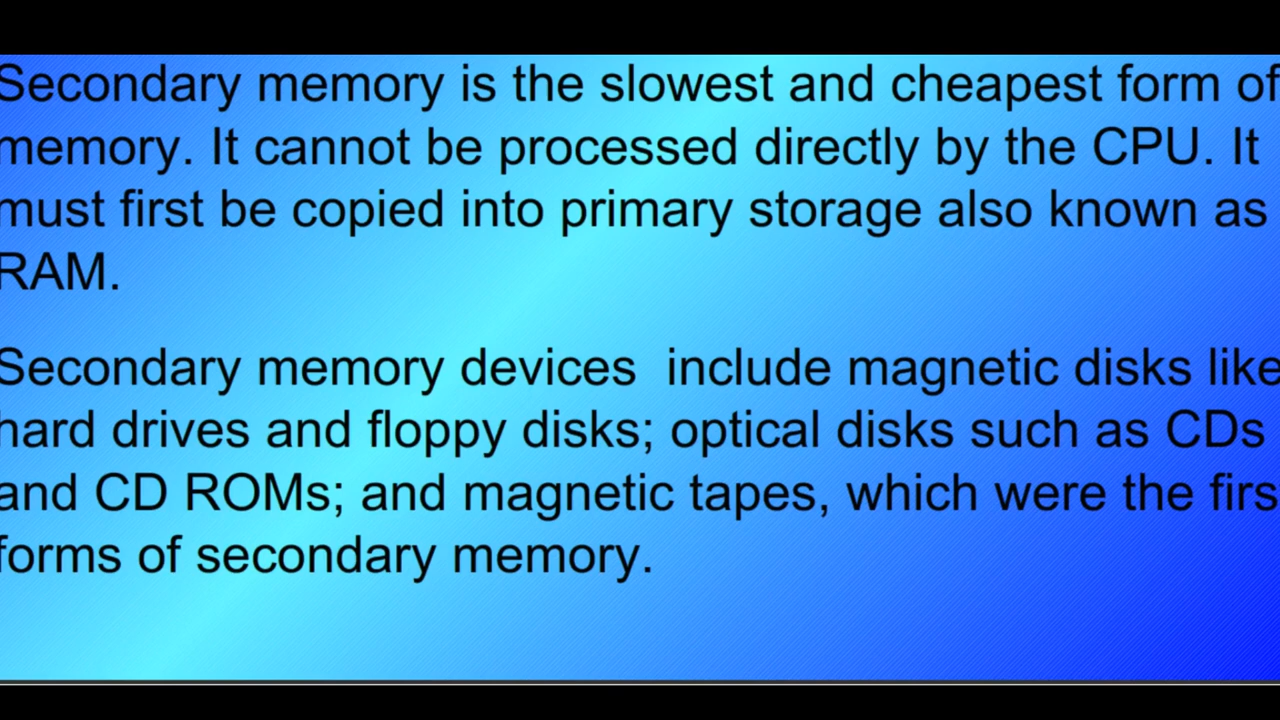 Secondary memory is the slowest and cheapest form of
memory. It cannot be processed directly by the CPU. It
must first be copied into primary storage also known as
RAM.
Secondary memory devices  include magnetic disks like
hard drives and floppy disks; optical disks such as CDs
and CD ROMs; and magnetic tapes, which were the firs
forms of secondary memory.